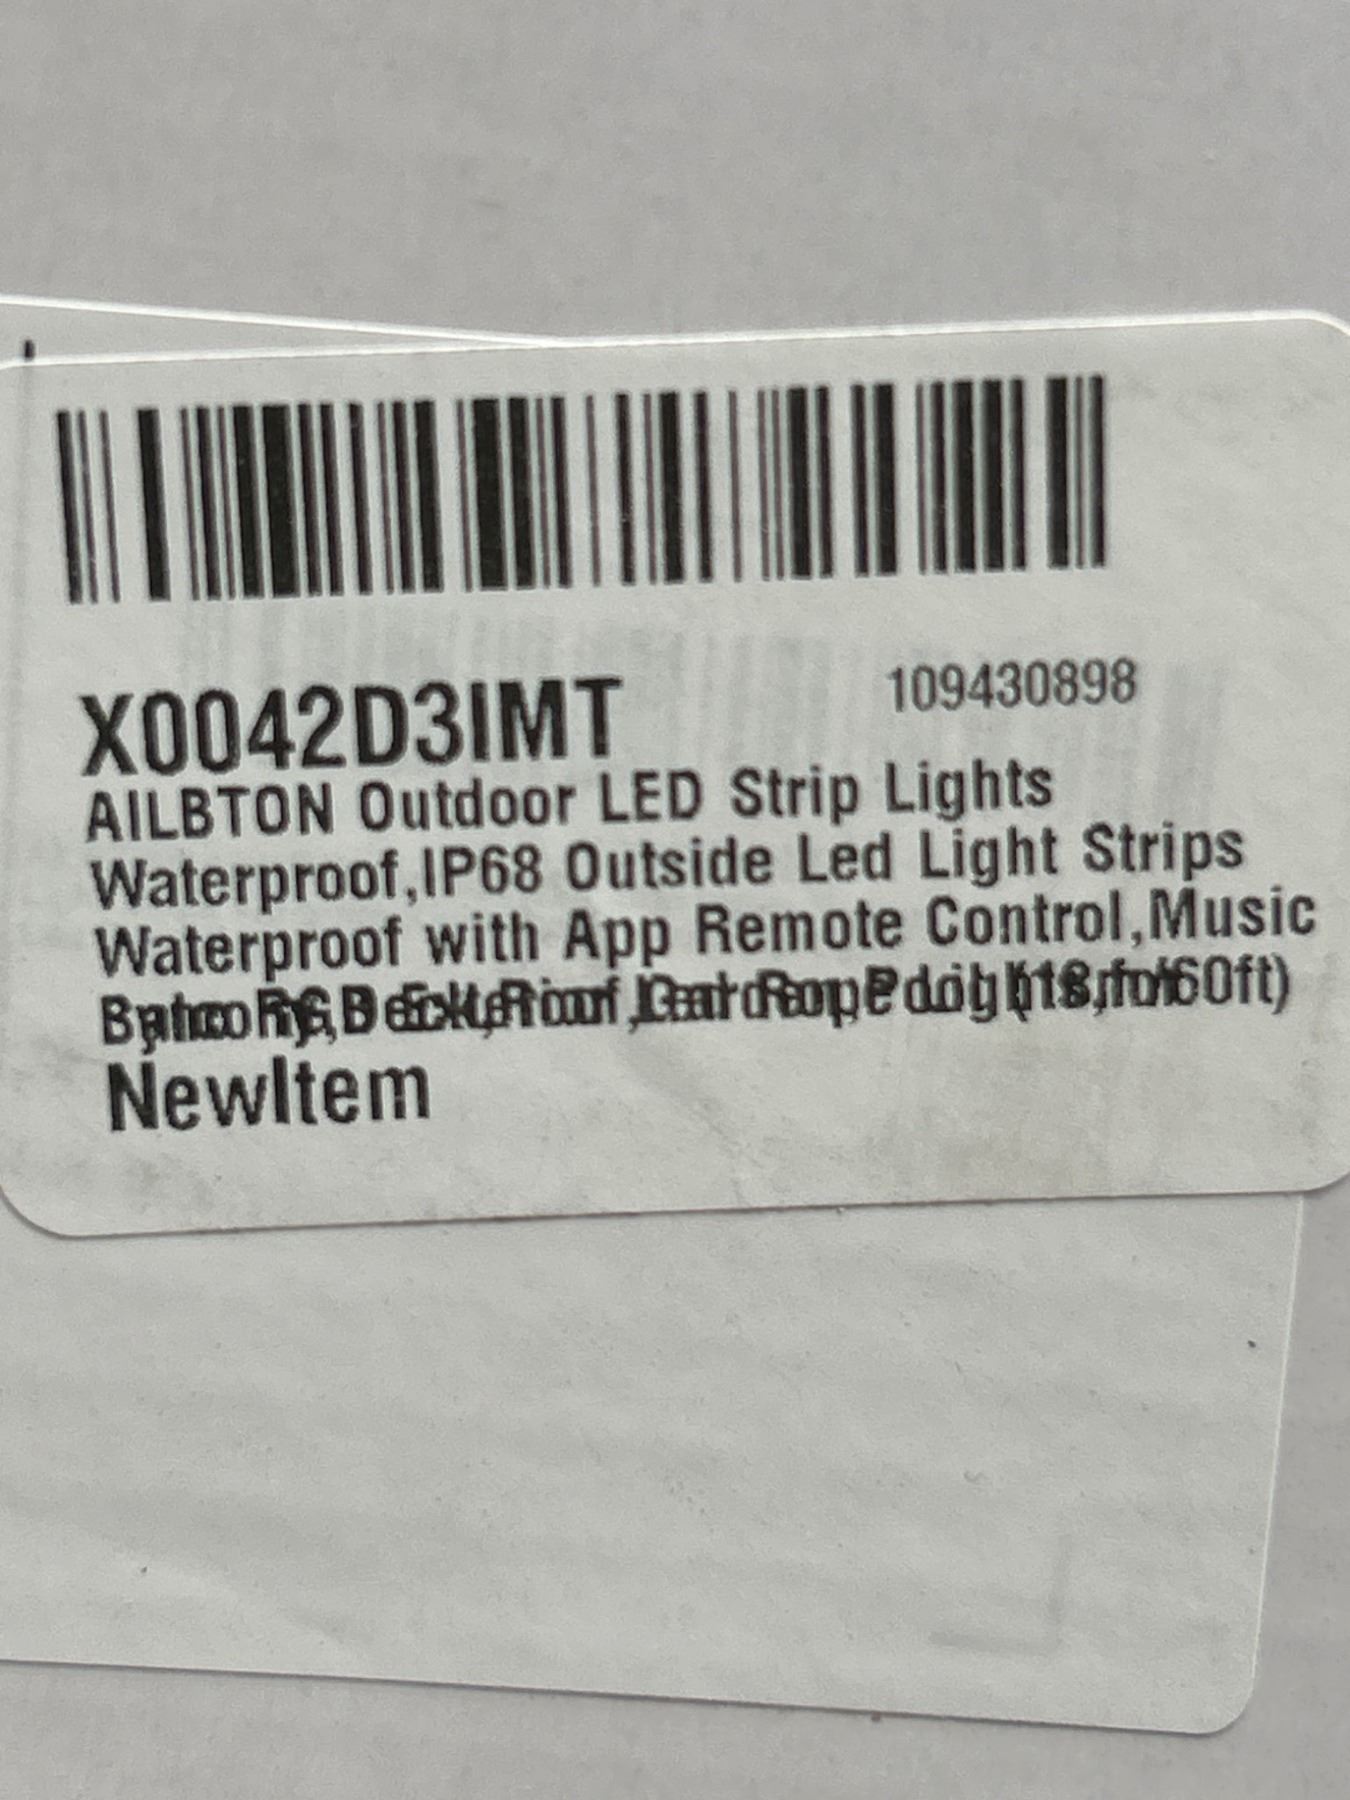 X0042D3IMT 109430898
AILBTON Outdoor LED Strip Lights
Waterproof,IP68 Outside Led Light Strips
Waterproof with App Remote Control,Music
60ft)
NewItem